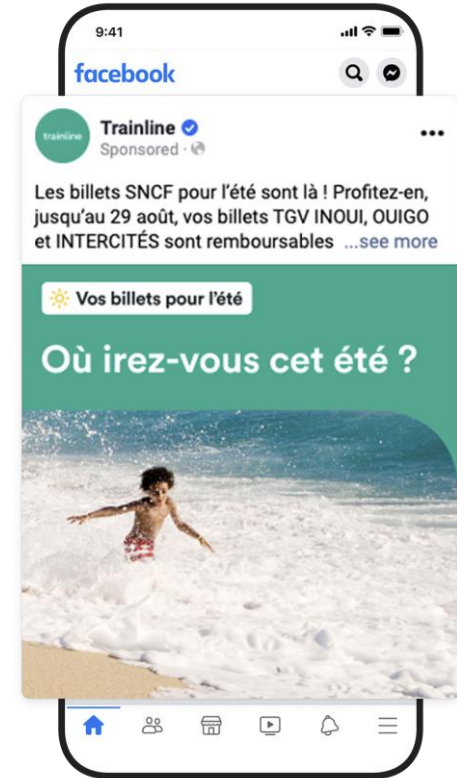 9:41
facebook
trainline
Trainline
Sponsored ·
Les billets SNCF pour l’été sont là ! Profitez-en,
jusqu’au 29 août, vos billets TGV INOUI, OUIGO
et INTERCITÉS sont remboursables ...see more
Vos billets pour l’été
Où irez-vous cet été ?